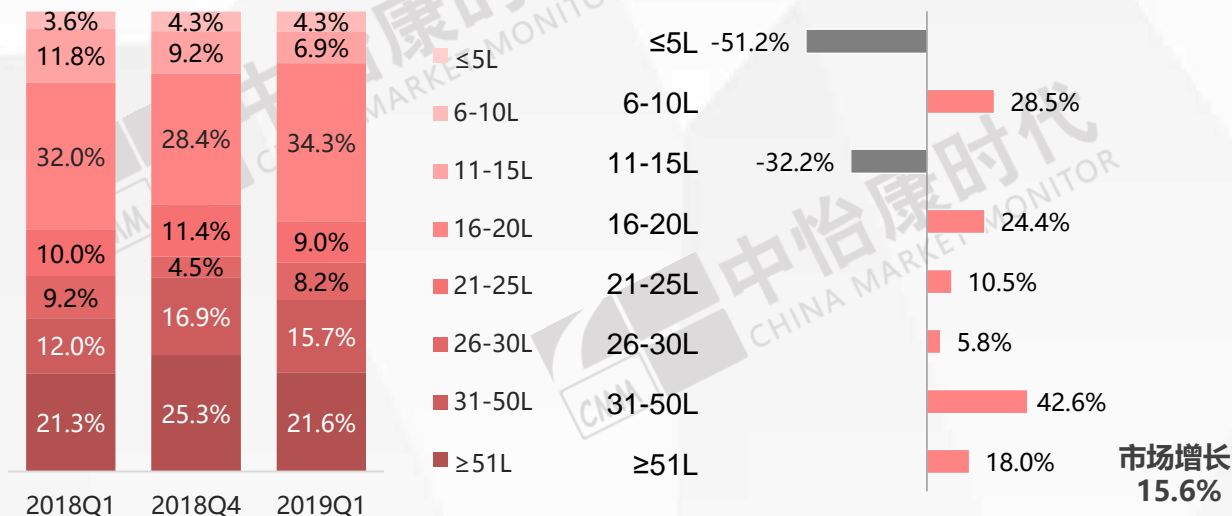 3.6%
4.3%
4.3%
11.8%
9.2%
6.9%
32.0%
28.4%
34.3%
10.0%
11.4%
9.0%
9.2%
4.5%
8.2%
12.0%
16.9%
15.7%
21.3%
25.3%
21.6%
2018Q1
2018Q4
2019Q1
≤5L
6-10L
11-15L
16-20L
21-25L
26-30L
31-50L
≥51L
≤5L -51.2%
6-10L 28.5%
11-15L -32.2%
16-20L 24.4%
21-25L 10.5%
26-30L 5.8%
31-50L 42.6%
≥51L 18.0%
市场增长
15.6%
中怡康时代
CHINA MARKET MONITOR
CMM